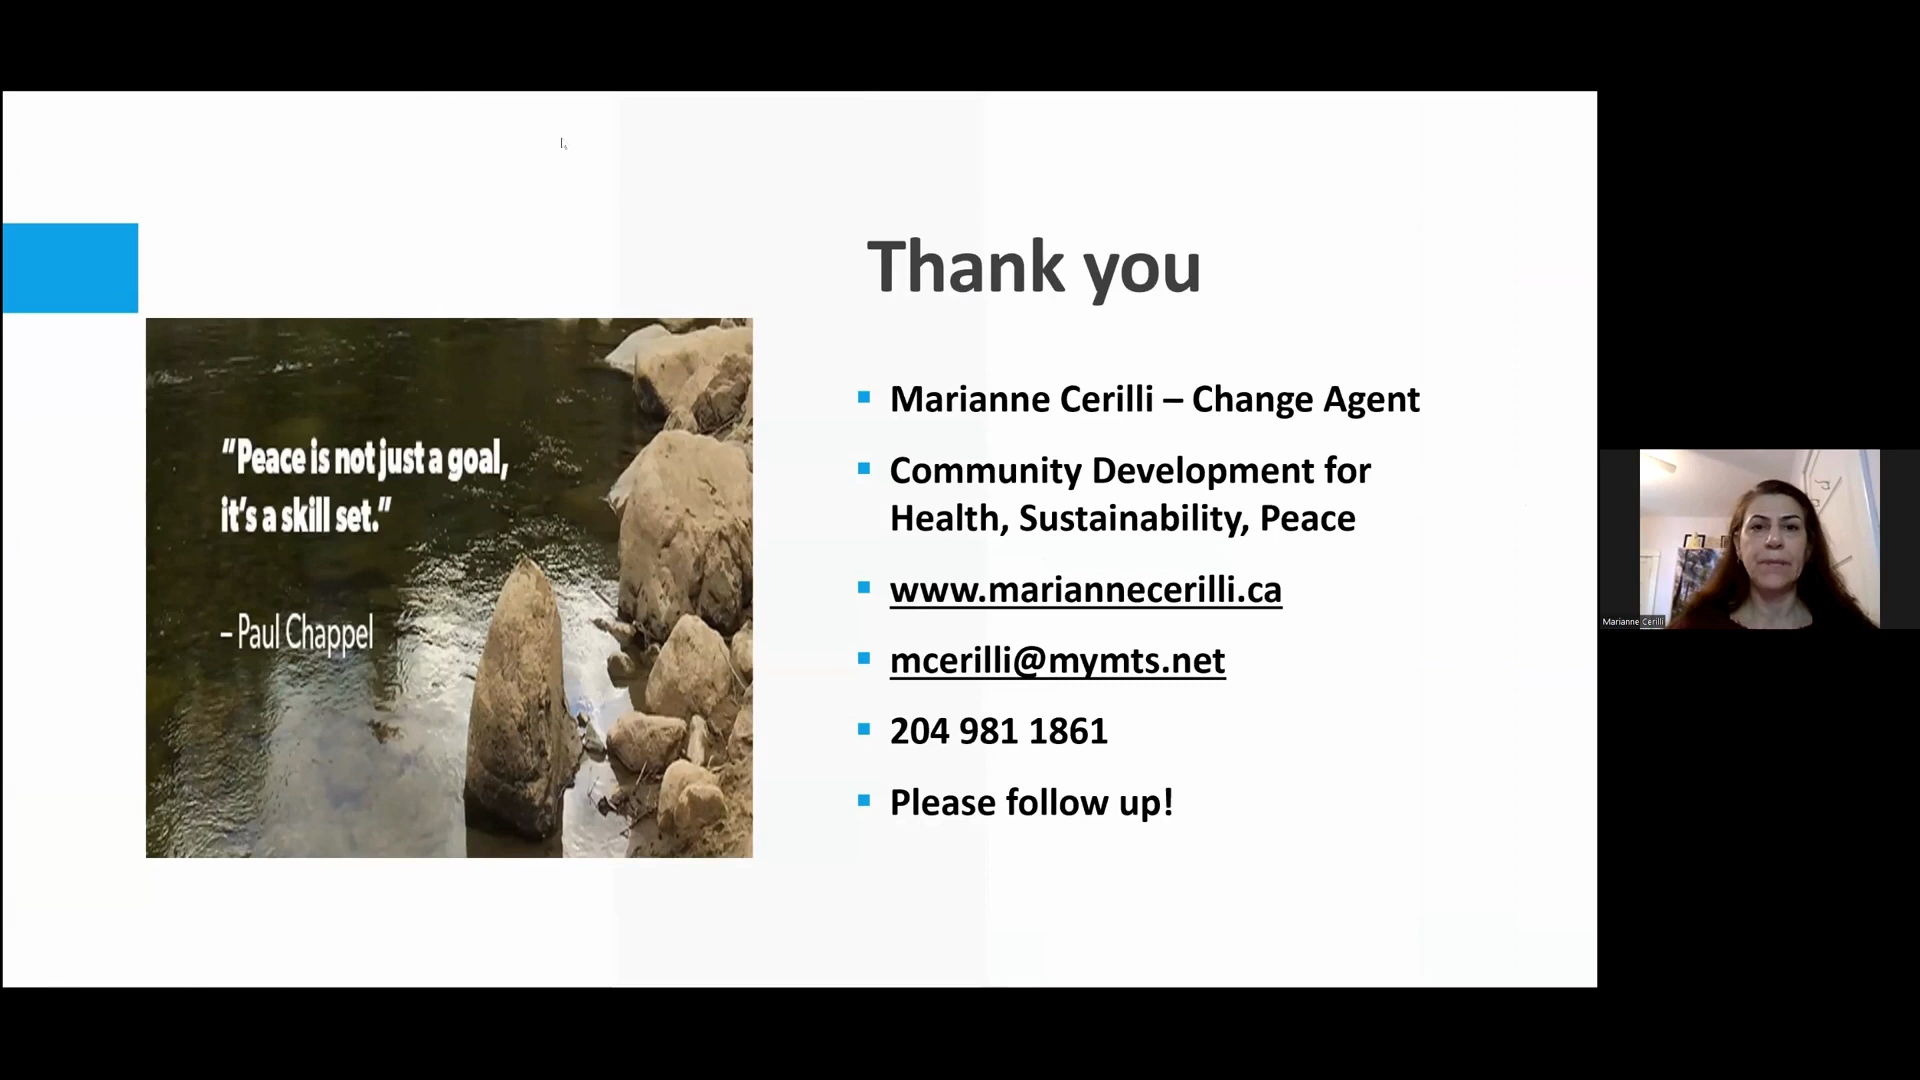 Thank you
“Peace is not just a goal,
it’s a skill set.”
– Paul Chappel
Marianne Cerilli – Change Agent
Community Development for
Health, Sustainability, Peace
www.mariannecerilli.ca
mcerilli@mymts.net
204 981 1861
Please follow up!
Marianne Cerilli